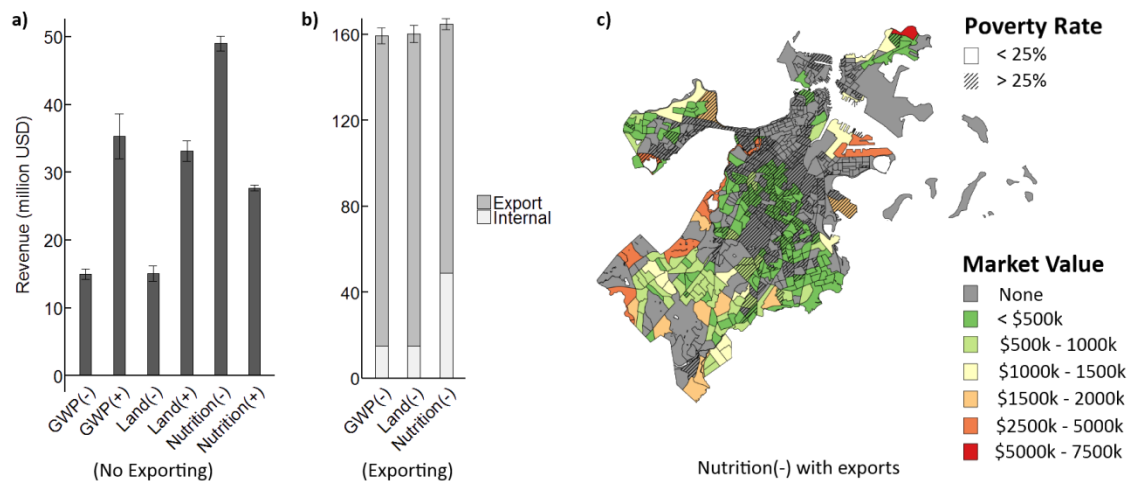 a)
Revenue (million USD)
50
40
30
20
10
0
GWP(-)
GWP(+)
Land(-)
Land(+)
Nutrition(-)
Nutrition(+)
(No Exporting)
b)
160
120
80
40
0
GWP(-)
Land(-)
Nutrition(-)
(Exporting)
Export
Internal
c)
Poverty Rate
< 25%
> 25%
Market Value
None
< $500k
$500k - 1000k
$1000k - 1500k
$1500k - 2000k
$2500k - 5000k
$5000k - 7500k
Nutrition(-) with exports